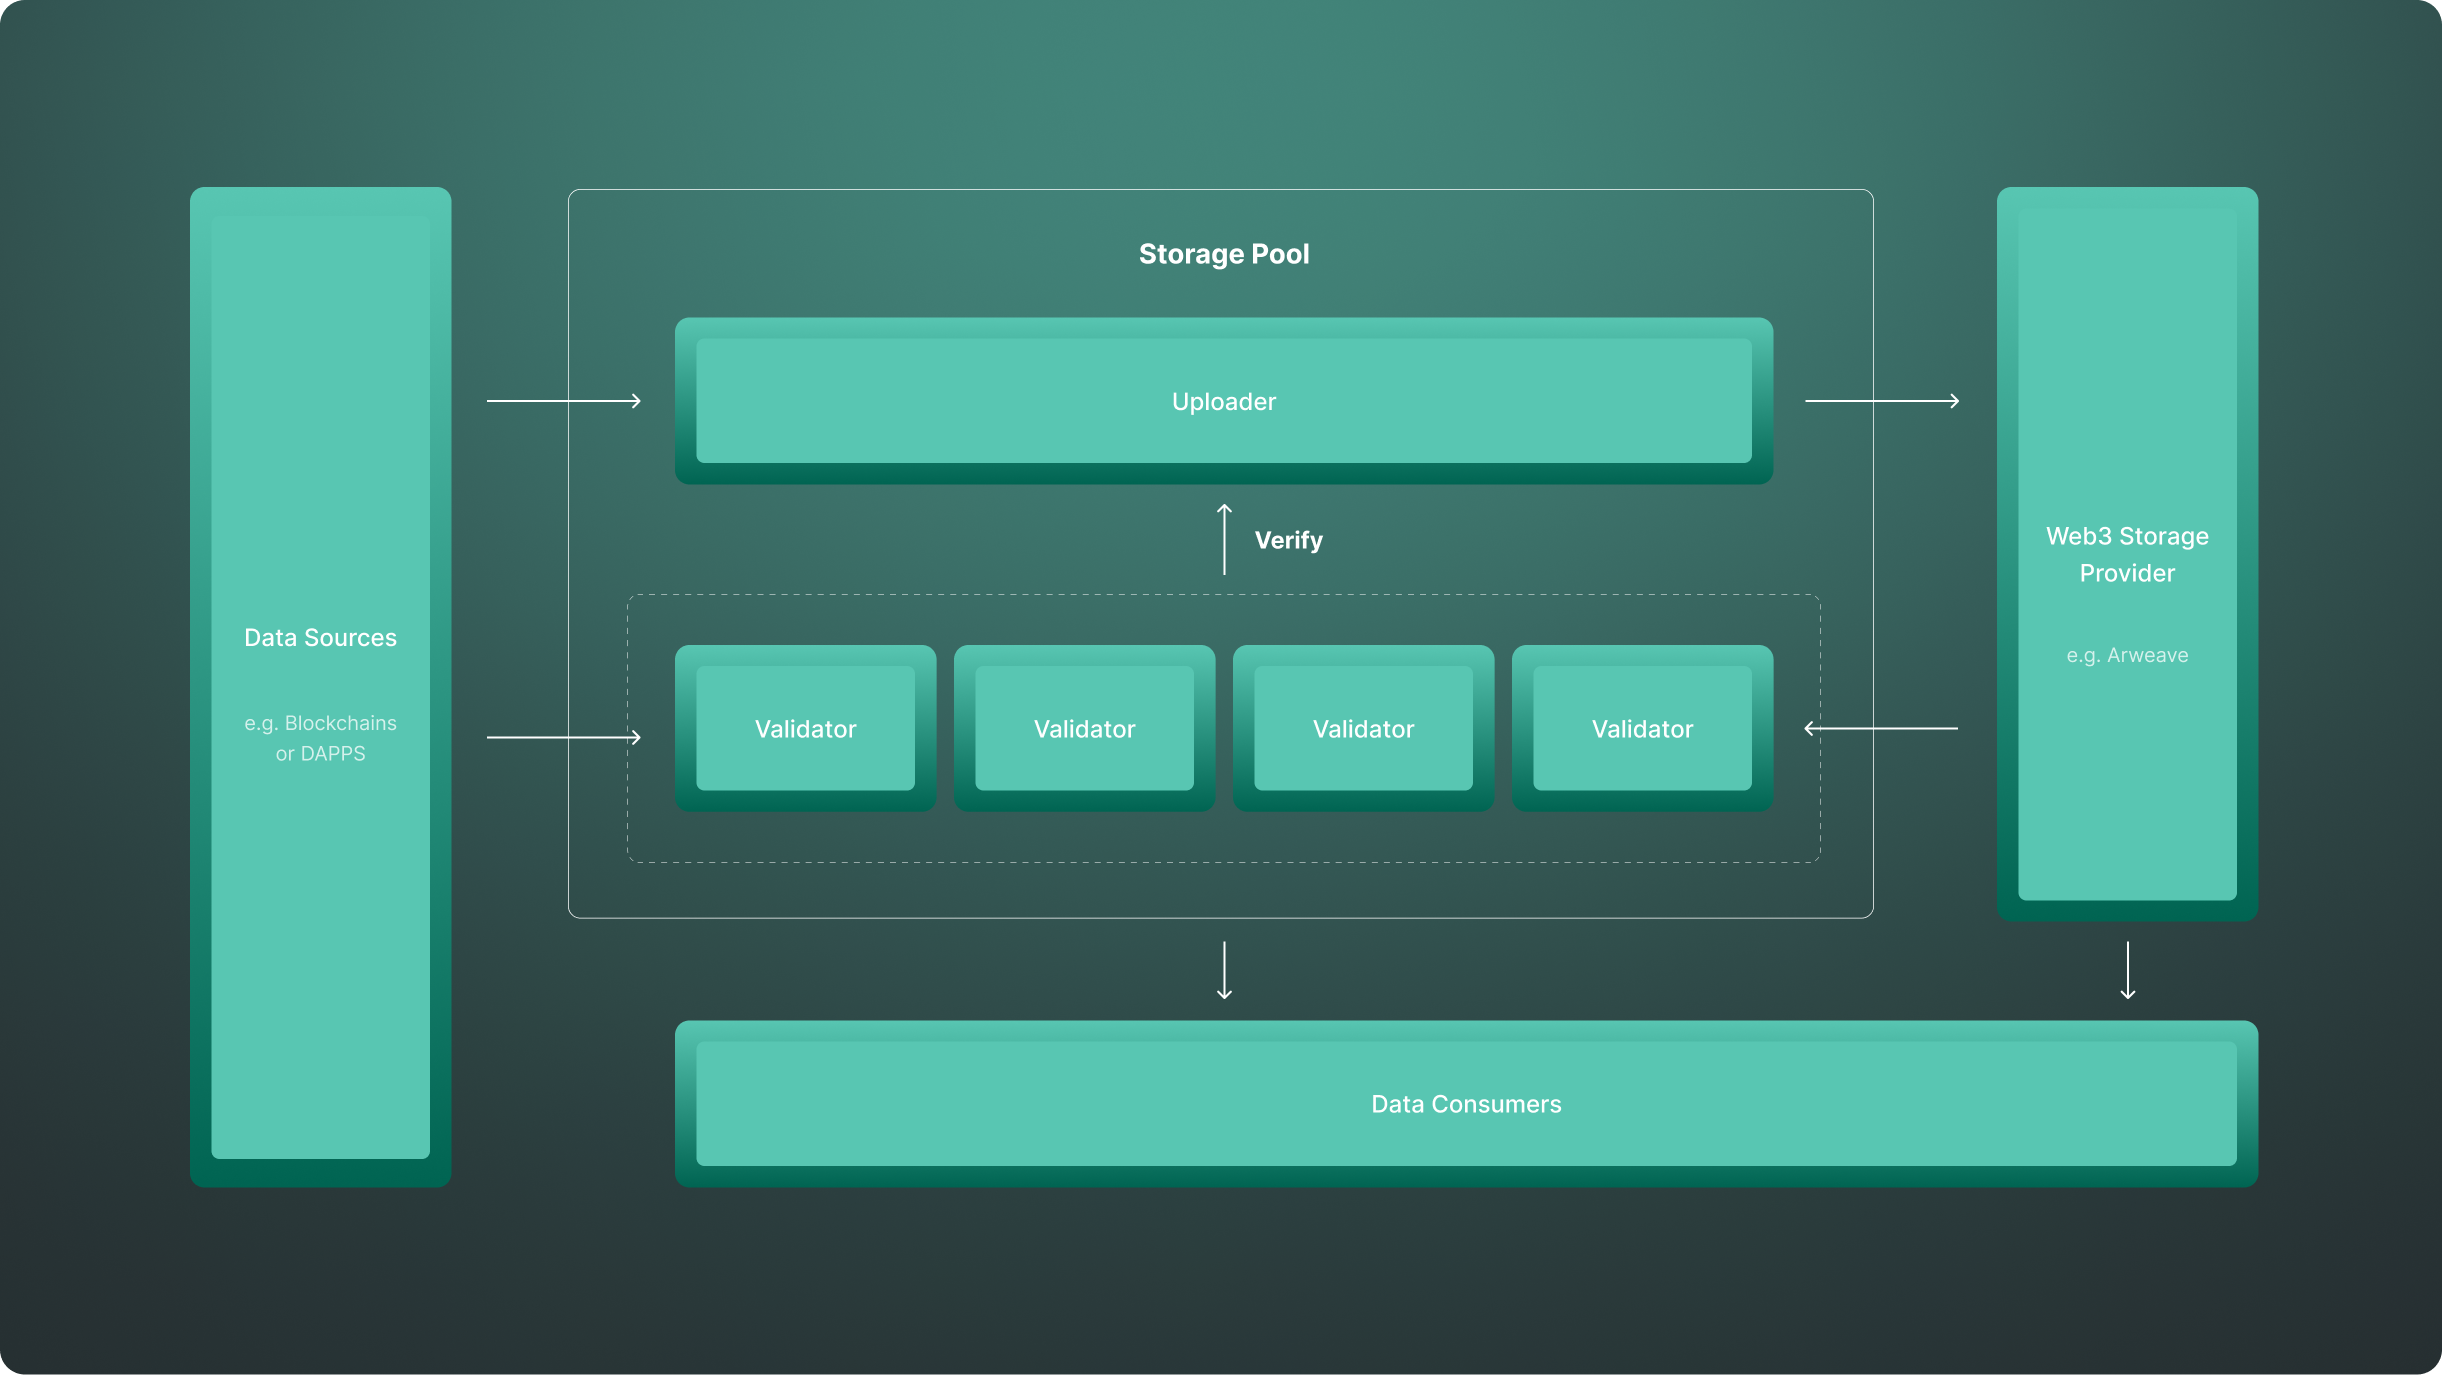 Data Sources
e.g. Blockchains
or DAPPS
Storage Pool
Uploader
Verify
Validator
Validator
Validator
Validator
Web3 Storage
Provider
e.g. Arweave
Data Consumers